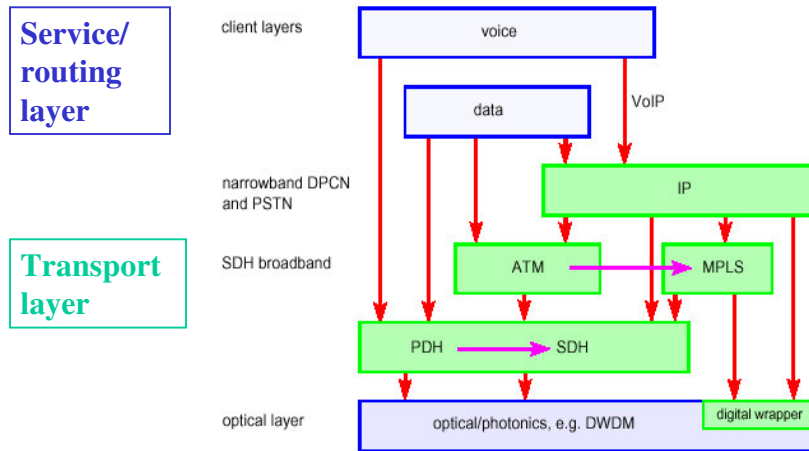 Service/
routing
layer
client layers
voice
VoIP
data
narrowband DPCN
and PSTN
IP
Transport
layer
SDH broadband
ATM
MPLS
PDH
SDH
optical layer
optical/photonics, e.g. DWDM
digital wrapper